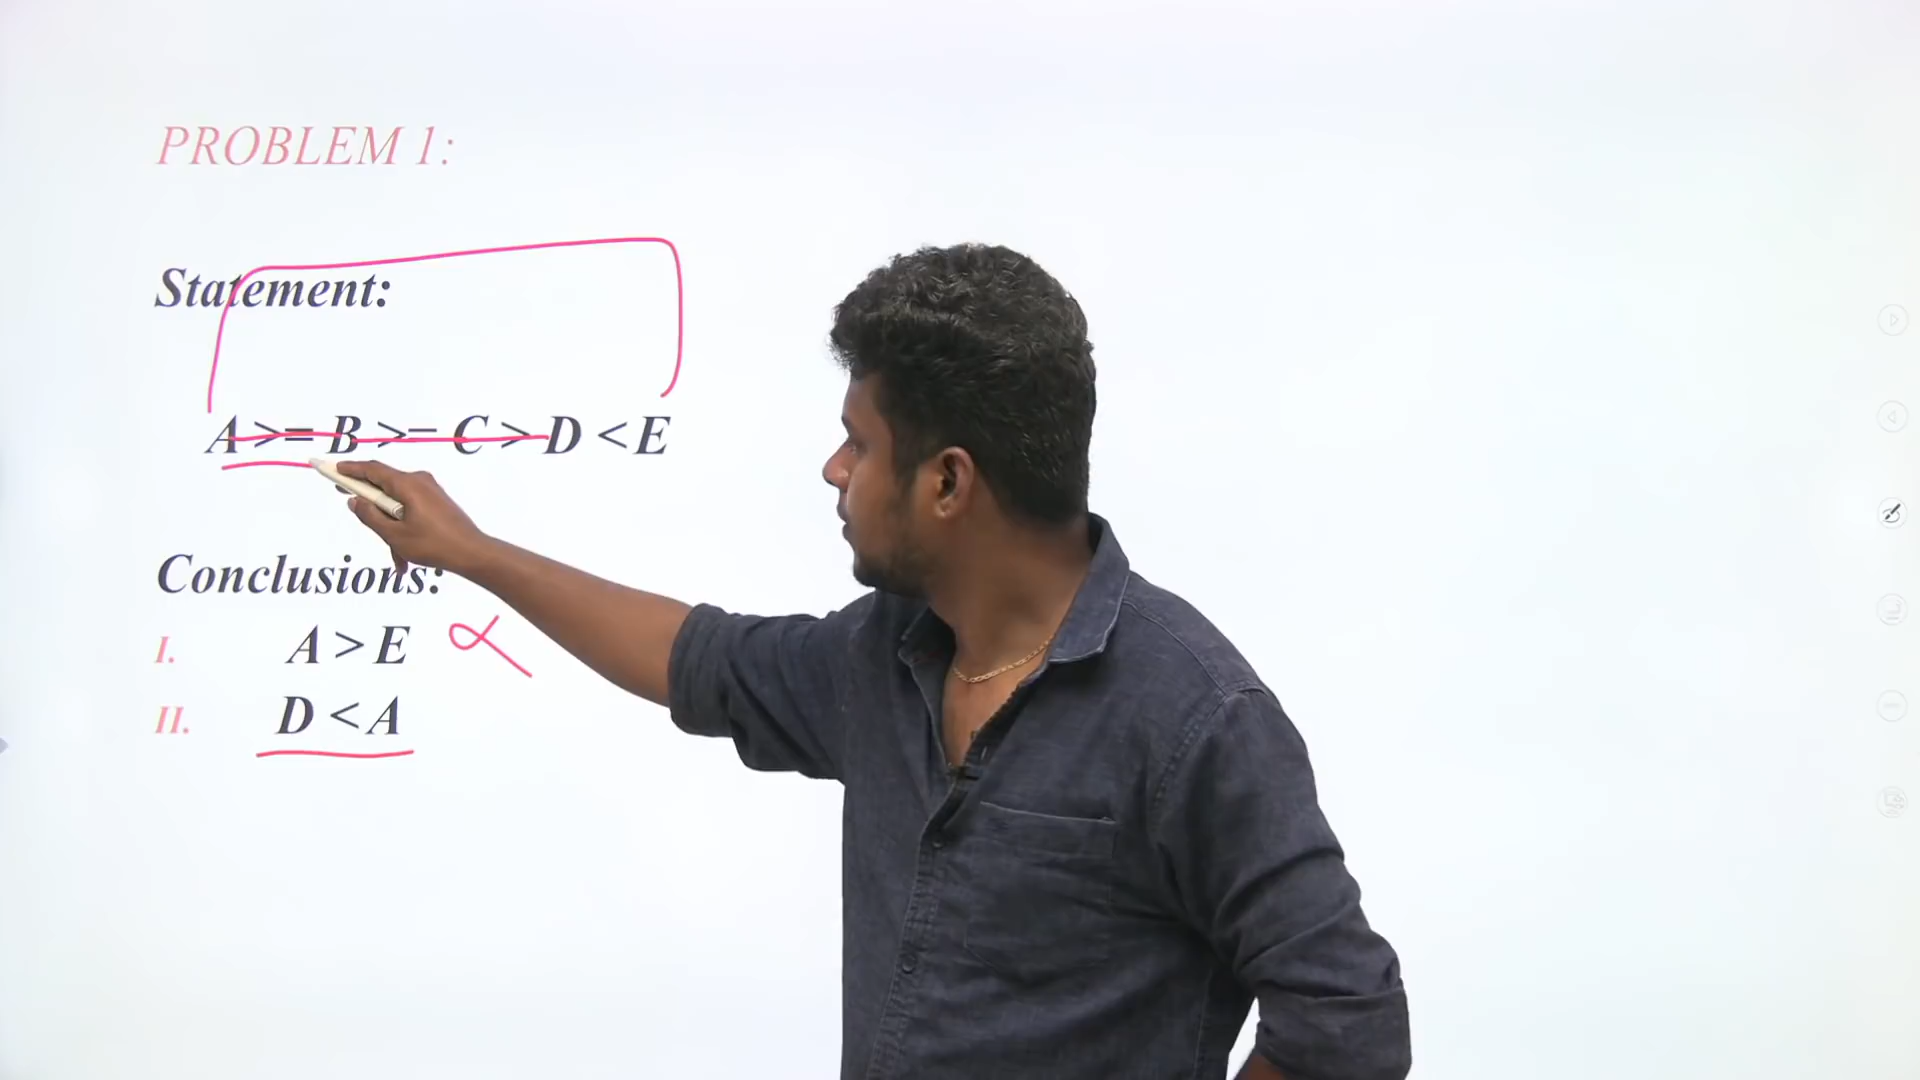 PROBLEM 1:
Statement:
A >= B >= C > D < E
Conclusions:
I. A > E
II. D < A